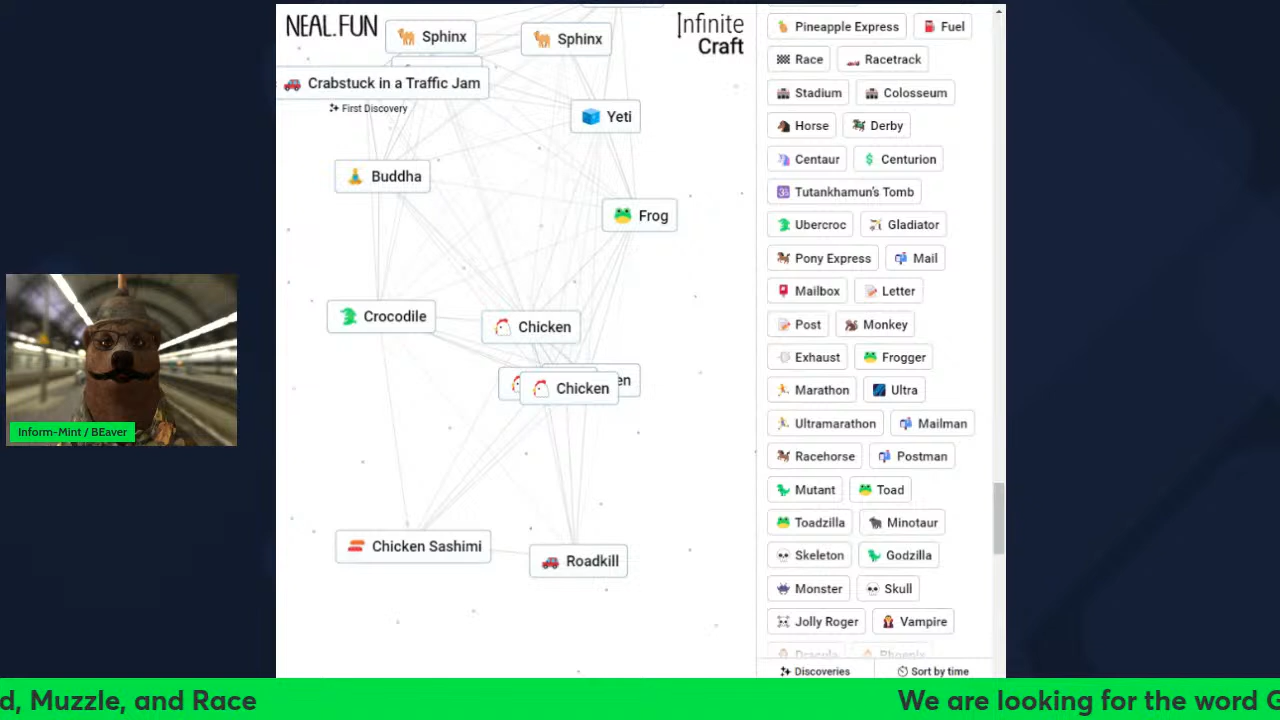 NEAL.FUN
Infinite
Craft
Sphinx
Sphinx
Crabstuck in a Traffic Jam
First Discovery
Yeti
Buddha
Frog
Crocodile
Chicken
en
Chicken
Chicken Sashimi
Roadkill
Pineapple Express Fuel
Race Racetrack
Stadium Colosseum
Horse Derby
Centaur Centurion
Tutankhamun's Tomb
Ubercroc Gladiator
Pony Express Mail
Mailbox Letter
Post Monkey
Exhaust Frogger
Marathon Ultra
Ultramarathon Mailman
Racehorse Postman
Mutant Toad
Toadzilla Minotaur
Skeleton Godzilla
Monster Skull
Jolly Roger Vampire
Dracula Phoenix
Discoveries Sort by time
Inform-Mint / BEaver
d, Muzzle, and Race We are looking for the word G